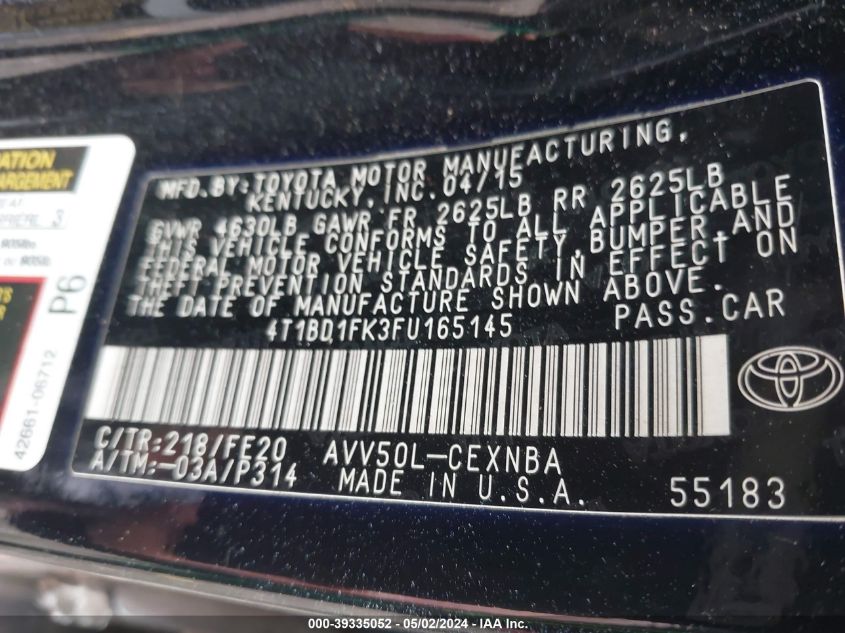 ATION
ARGEMENT
3
P6
42661-06712
MFD.BY:TOYOTA MOTOR MANUFACTURING,
KENTUCKY, INC. 04/15
GVWR 4630LB GAWR FR 2625LB RR 2625LB
THIS VEHICLE CONFORMS TO ALL APPLICABLE
FEDERAL MOTOR VEHICLE SAFETY, BUMPER, AND
THEFT PREVENTION STANDARDS IN EFFECT ON
THE DATE OF MANUFACTURE SHOWN ABOVE.
4T1BD1FK3FU165145 PASS.CAR
C/TR:218/FE20 AVV50L-CEXNBA
A/TM:-03A/P314 MADE IN U.S.A. 55183
000-39335052 - 05/02/2024 - IAA Inc.